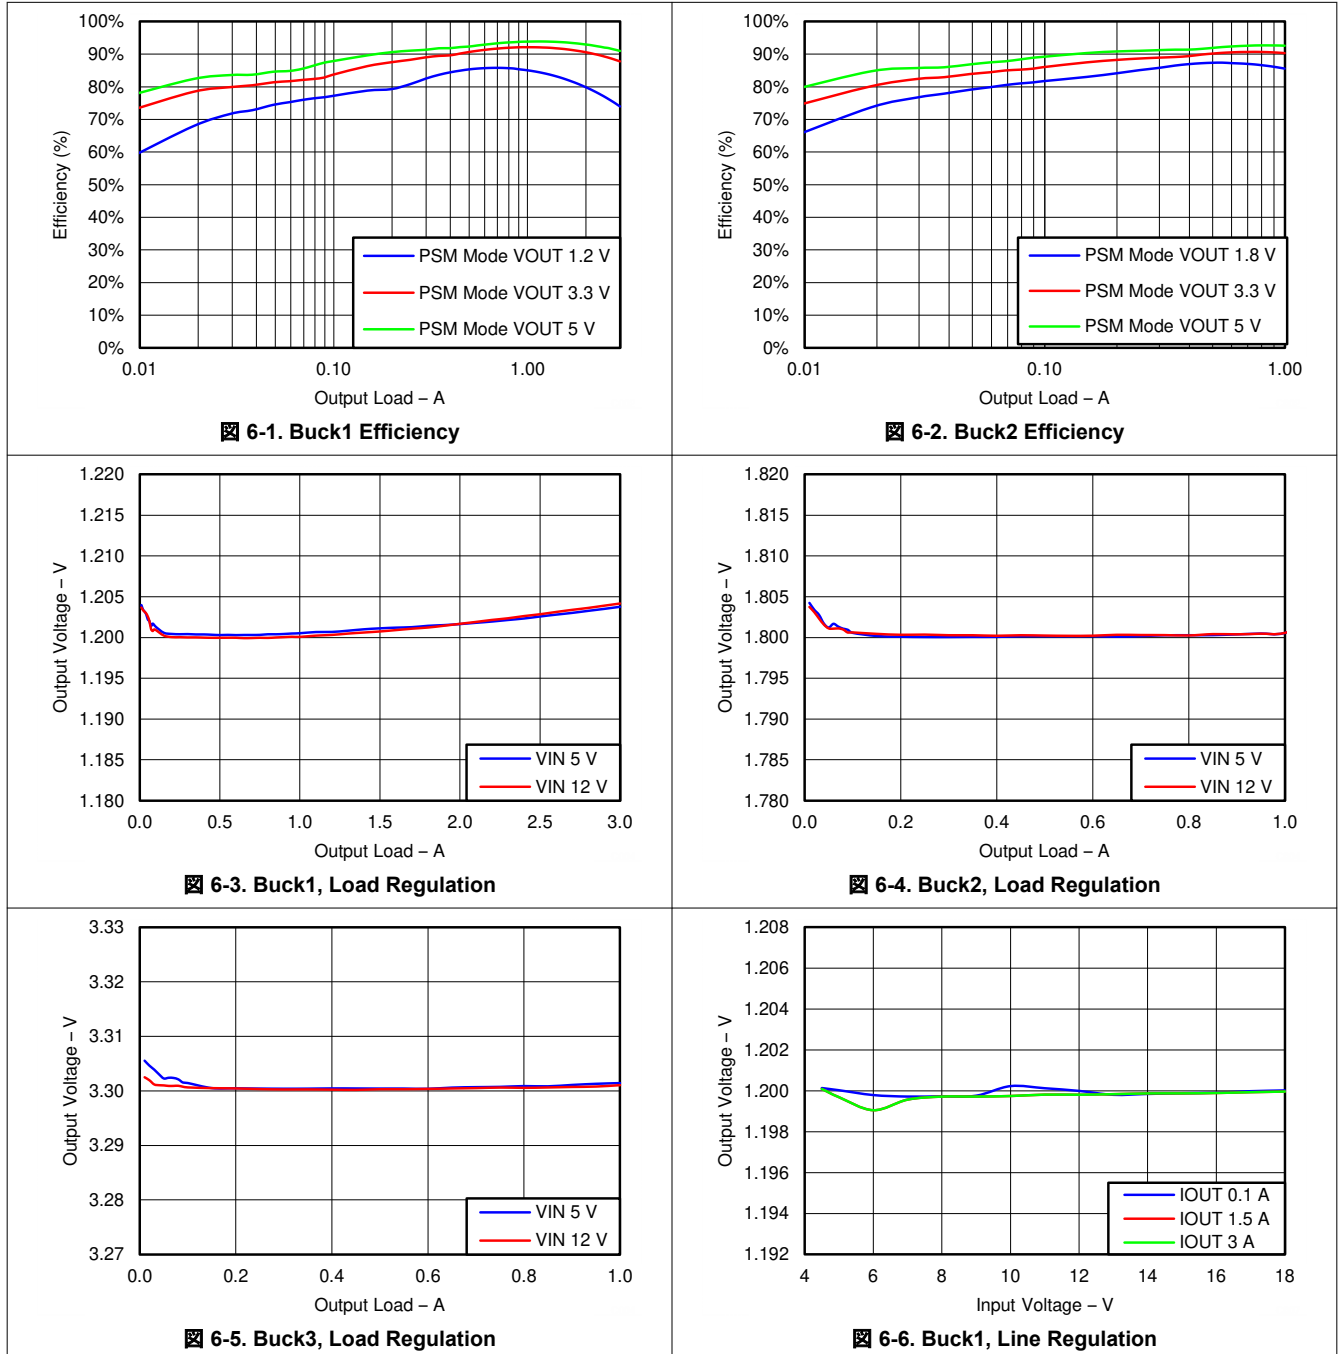 100%
90%
80%
70%
60%
50%
40%
30%
20%
10%
0%
Efficiency (%)
PSM Mode VOUT 1.2 V
PSM Mode VOUT 3.3 V
PSM Mode VOUT 5 V
0.01 0.10 1.00
Output Load – A
図 6-1. Buck1 Efficiency
100%
90%
80%
70%
60%
50%
40%
30%
20%
10%
0%
Efficiency (%)
PSM Mode VOUT 1.8 V
PSM Mode VOUT 3.3 V
PSM Mode VOUT 5 V
0.01 0.10 1.00
Output Load – A
図 6-2. Buck2 Efficiency
1.220
1.215
1.210
1.205
1.200
1.195
1.190
1.185
1.180
Output Voltage – V
VIN 5 V
VIN 12 V
0.0 0.5 1.0 1.5 2.0 2.5 3.0
Output Load – A
図 6-3. Buck1, Load Regulation
1.820
1.815
1.810
1.805
1.800
1.795
1.790
1.785
1.780
Output Voltage – V
VIN 5 V
VIN 12 V
0.0 0.2 0.4 0.6 0.8 1.0
Output Load – A
図 6-4. Buck2, Load Regulation
3.33
3.32
3.31
3.30
3.29
3.28
3.27
Output Voltage – V
VIN 5 V
VIN 12 V
0.0 0.2 0.4 0.6 0.8 1.0
Output Load – A
図 6-5. Buck3, Load Regulation
1.208
1.206
1.204
1.202
1.200
1.198
1.196
1.194
1.192
Output Voltage – V
IOUT 0.1 A
IOUT 1.5 A
IOUT 3 A
4 6 8 10 12 14 16 18
Input Voltage – V
図 6-6. Buck1, Line Regulation